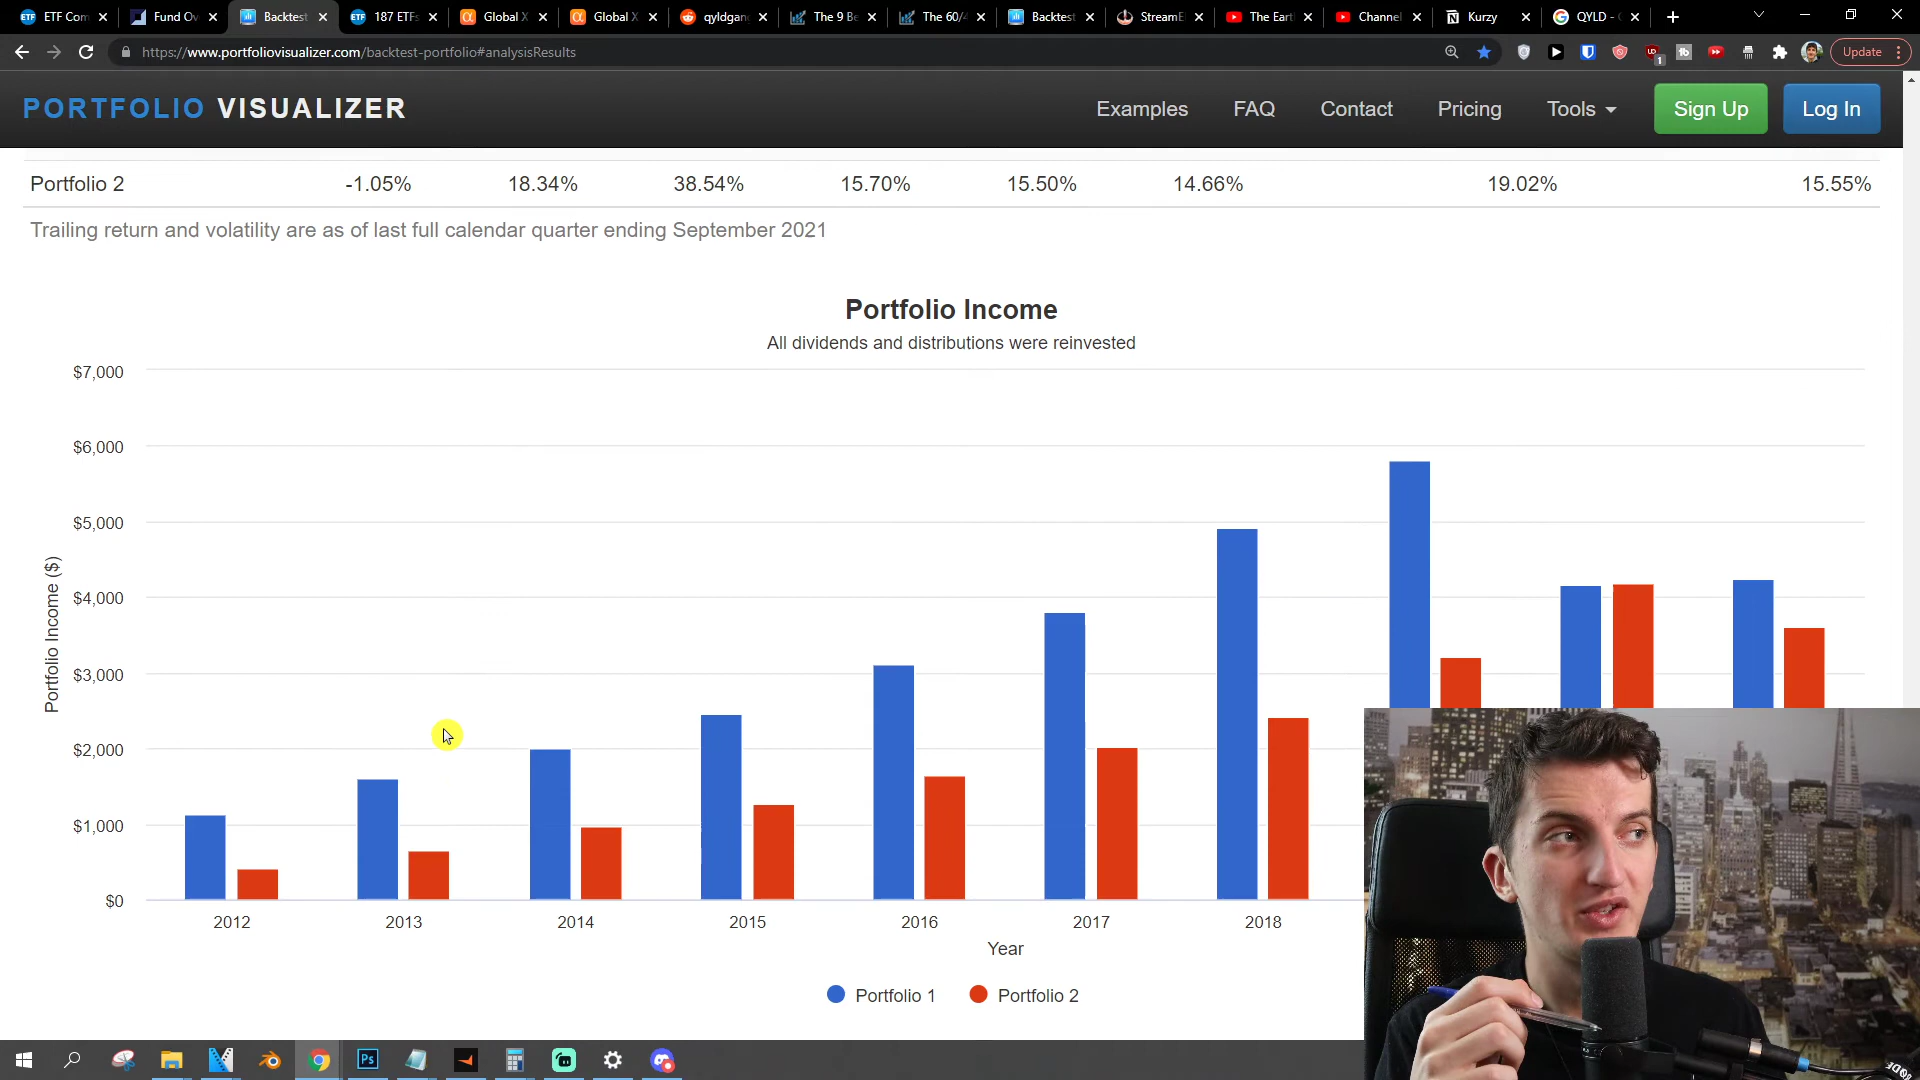 ETF Com
Fund Ov
Backtest
187 ETFs
Global X
Global X
qyldgan
The 9 Be
The 60/4
Backtest
StreamE
The Eart
Channel
Kurzy
QYLD -
https://www.portfoliovisualizer.com/backtest-portfolio#analysisResults
Update
PORTFOLIO VISUALIZER
Examples
FAQ
Contact
Pricing
Tools
Sign Up
Log In
Portfolio 2 -1.05% 18.34% 38.54% 15.70% 15.50% 14.66% 19.02% 15.55%
Trailing return and volatility are as of last full calendar quarter ending September 2021
Portfolio Income
All dividends and distributions were reinvested
$7,000
$6,000
$5,000
$4,000
$3,000
$2,000
$1,000
$0
Portfolio Income ($)
2012 2013 2014 2015 2016 2017 2018
Year
Portfolio 1 Portfolio 2
Ps